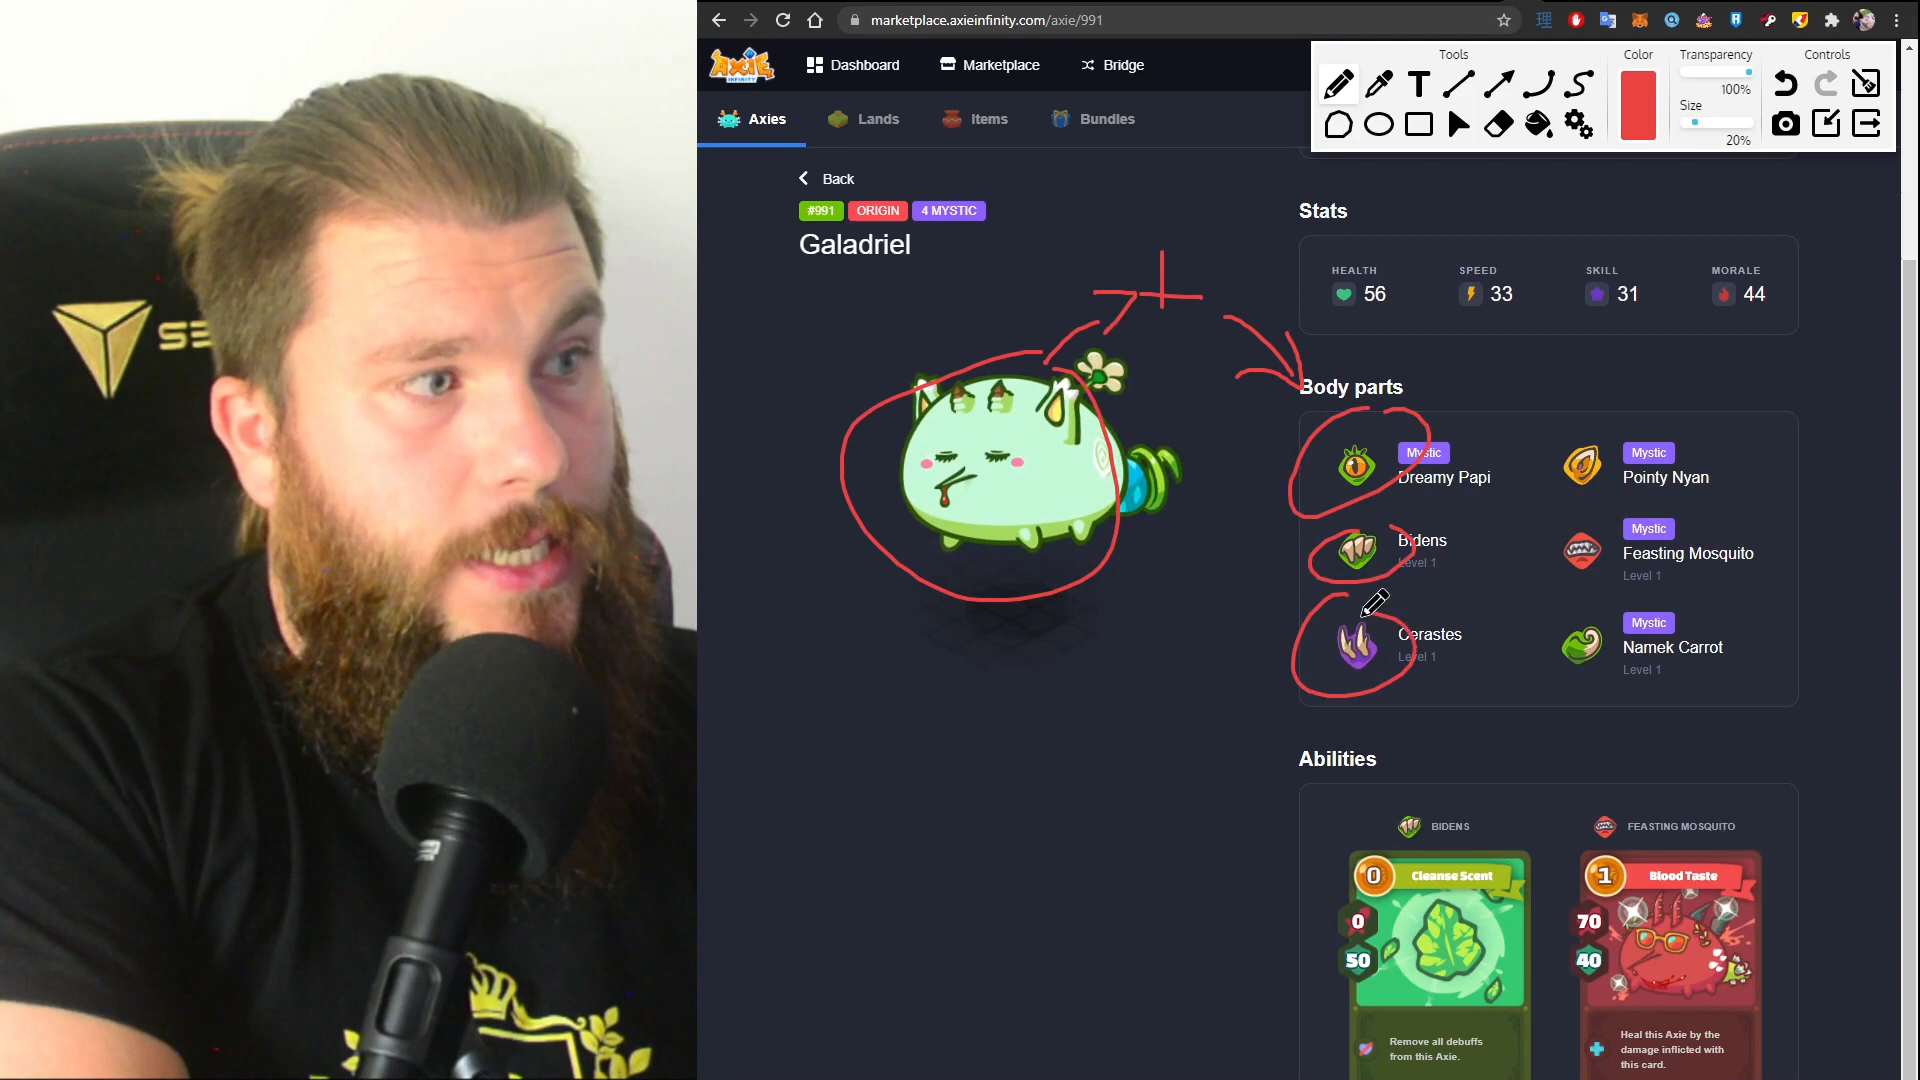 SE
marketplace.axieinfinity.com/axie/991
AXIE
INFINITY
Dashboard
Marketplace
Bridge
Tools
Color
Transparency
Controls
100%
Size
20%
Axies
Lands
Items
Bundles
Back
#991
ORIGIN
4 MYSTIC
Galadriel
Stats
HEALTH
SPEED
SKILL
MORALE
56
33
31
44
Body parts
Mystic
Dreamy Papi
Mystic
Pointy Nyan
Bidens
Level 1
Mystic
Feasting Mosquito
Level 1
Cerastes
Level 1
Mystic
Namek Carrot
Level 1
Abilities
BIDENS
FEASTING MOSQUITO
0
Cleanse Scent
0
50
Remove all debuffs
from this Axie.
1
Blood Taste
70
40
Heal this Axie by the
damage inflicted with
this card.